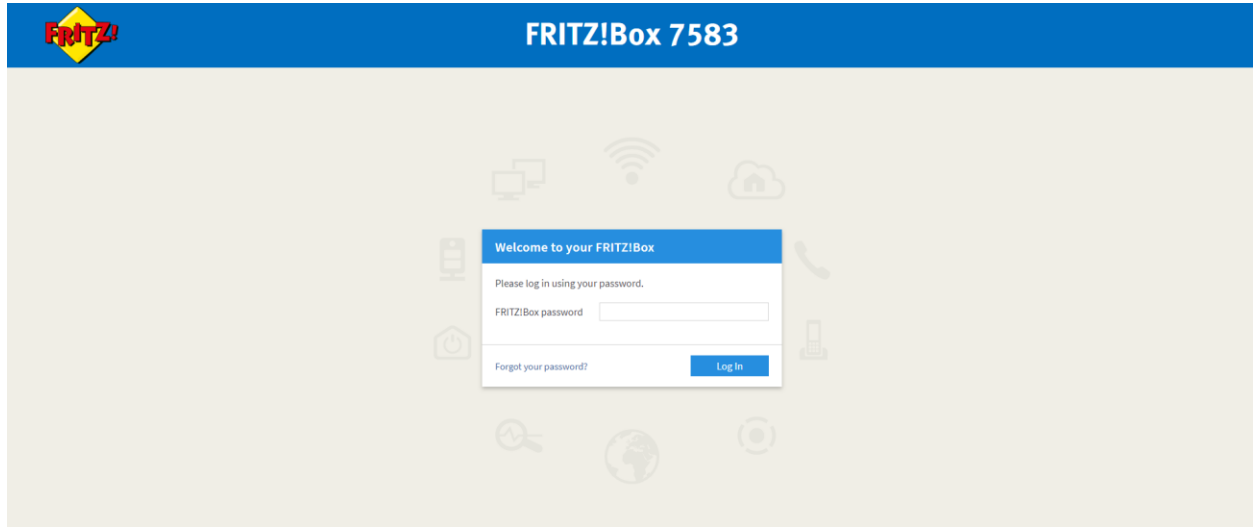 FRITZ!
FRITZ!Box 7583
Welcome to your FRITZ!Box
Please log in using your password.
FRITZ!Box password
Forgot your password?
Log In